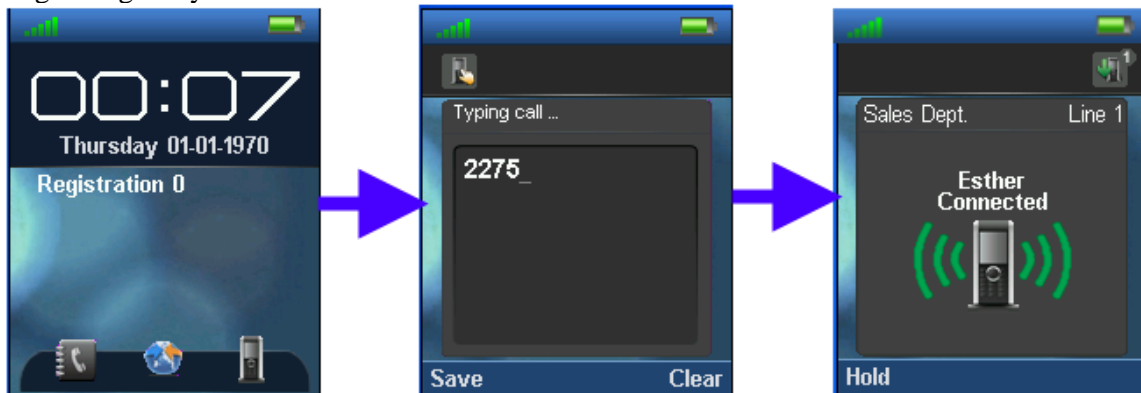 00:07
Thursday 01-01-1970
Registration 0
Typing call ...
2275_
Save Clear
1
Sales Dept. Line 1
Esther
Connected
Hold